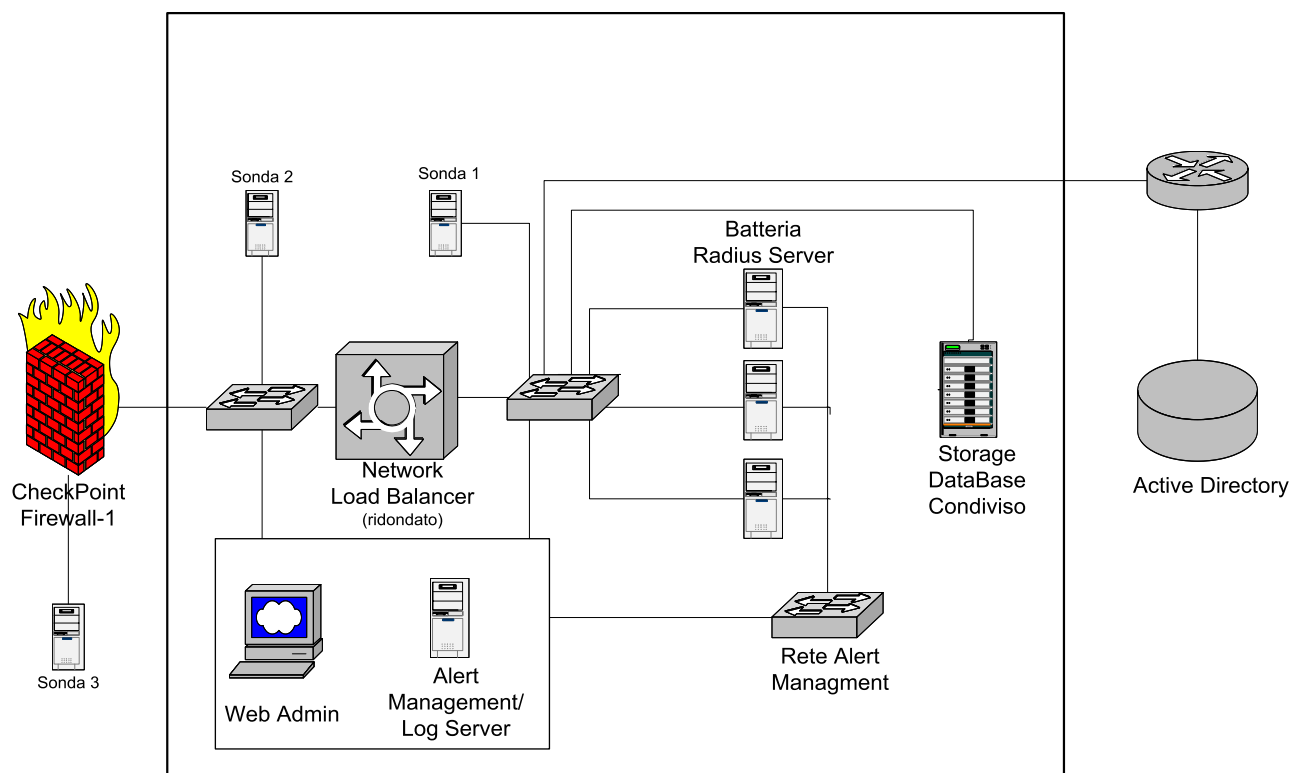 Sonda 2
Sonda 1
Batteria
Radius Server
CheckPoint
Firewall-1
Network
Load Balancer
(ridondato)
Storage
DataBase
Condiviso
Active Directory
Sonda 3
Web Admin
Alert
Management/
Log Server
Rete Alert
Managment